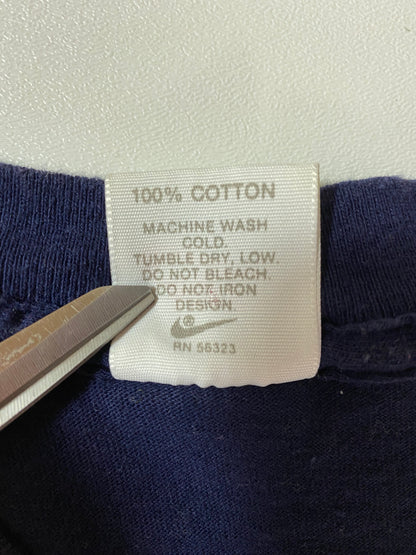 100% COTTON
MACHINE WASH
COLD.
TUMBLE DRY, LOW.
DO NOT BLEACH.
DO NOT IRON
DESIGN.
RN 56323